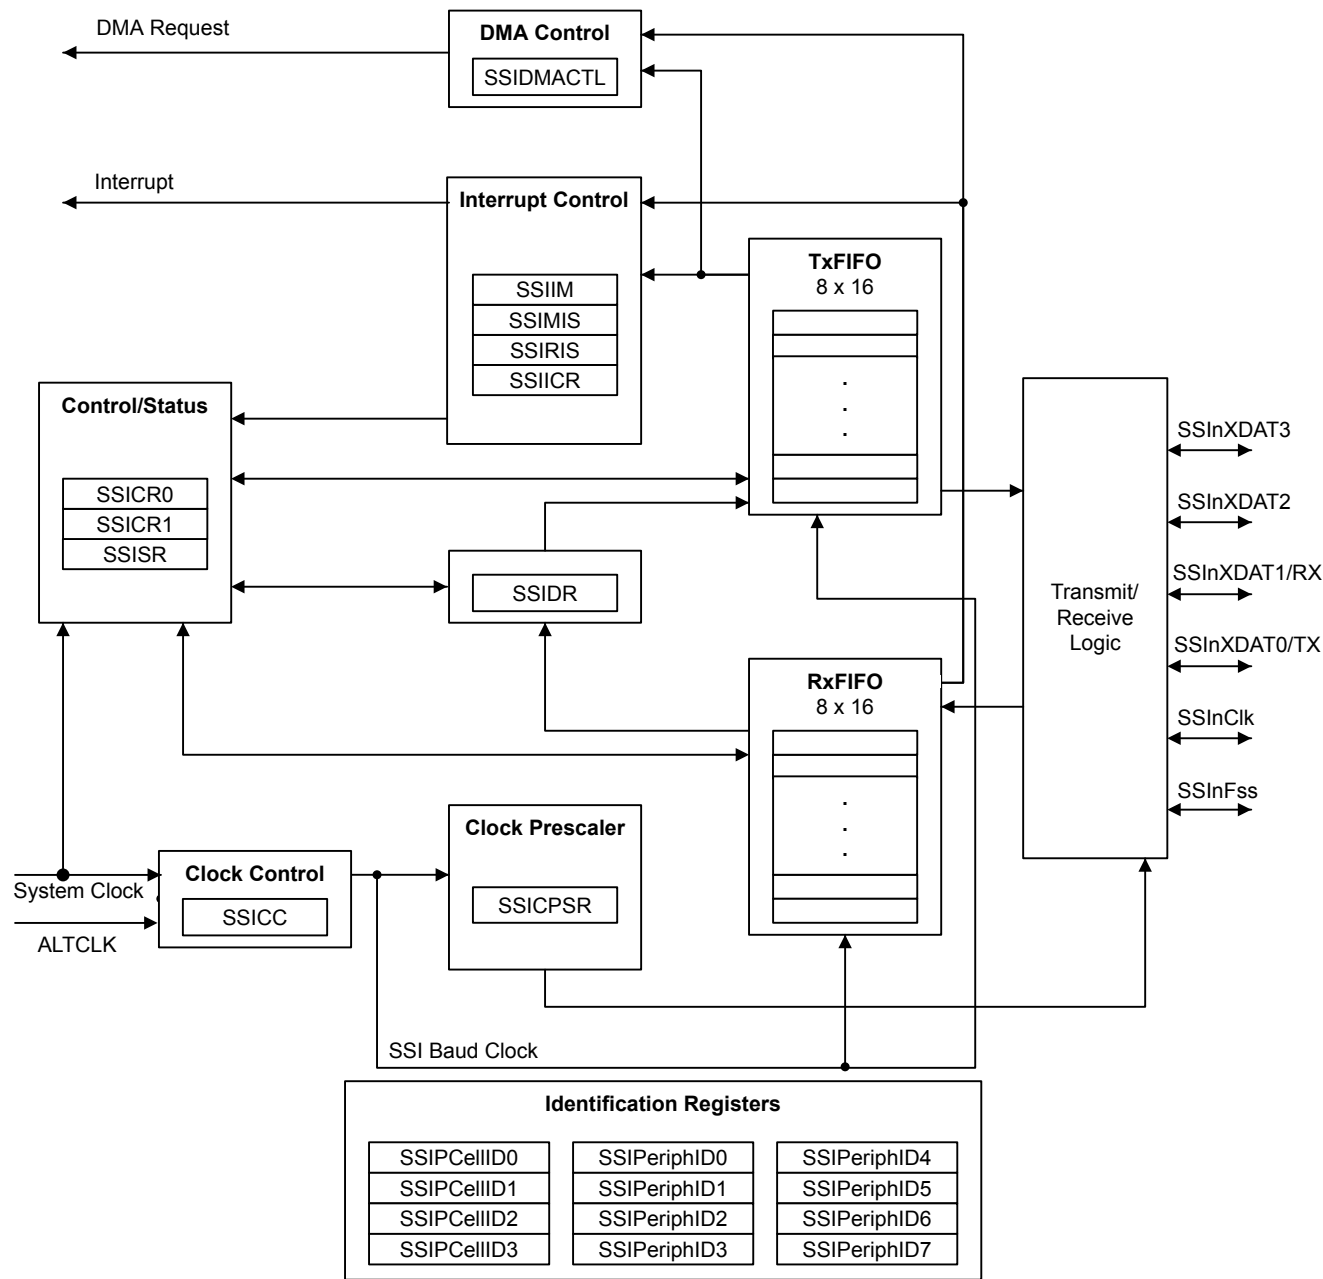 DMA Request
DMA Control
SSIDMACTL
Interrupt
Interrupt Control
SSIIM
SSIMIS
SSIRIS
SSIICR
TxFIFO
8 x 16
.
.
.
Control/Status
SSICR0
SSICR1
SSISR
SSIDR
Transmit/
Receive
Logic
SSInXDAT3
SSInXDAT2
SSInXDAT1/RX
SSInXDAT0/TX
SSInClk
SSInFss
RxFIFO
8 x 16
.
.
.
Clock Prescaler
SSICPSR
Clock Control
SSICC
System Clock
ALTCLK
SSI Baud Clock
Identification Registers
SSIPCellID0
SSIPCellID1
SSIPCellID2
SSIPCellID3
SSIPeriphID0
SSIPeriphID1
SSIPeriphID2
SSIPeriphID3
SSIPeriphID4
SSIPeriphID5
SSIPeriphID6
SSIPeriphID7